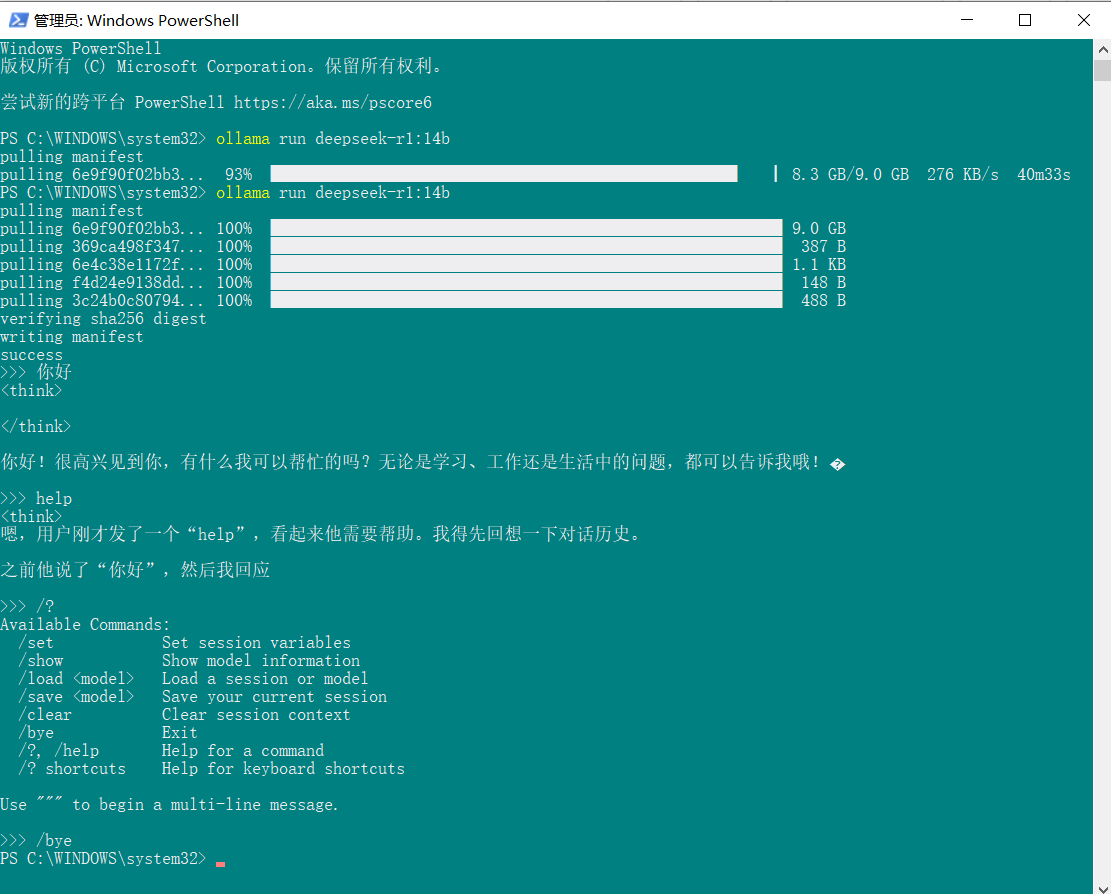 管理员: Windows PowerShell
Windows PowerShell
版权所有 (C) Microsoft Corporation。保留所有权利。
尝试新的跨平台 PowerShell https://aka.ms/pscore6
PS C:\WINDOWS\system32> ollama run deepseek-r1:14b
pulling manifest
pulling 6e9f90f02bb3... 93% 8.3 GB/9.0 GB 276 KB/s 40m33s
PS C:\WINDOWS\system32> ollama run deepseek-r1:14b
pulling manifest
pulling 6e9f90f02bb3... 100% 9.0 GB
pulling 369ca498f347... 100% 387 B
pulling 6e4c38e1172f... 100% 1.1 KB
pulling f4d24e9138dd... 100% 148 B
pulling 3c24b0c80794... 100% 488 B
verifying sha256 digest
writing manifest
success
>>> 你好
<think>
</think>
你好！很高兴见到你，有什么我可以帮忙的吗？无论是学习、工作还是生活中的问题，都可以告诉我哦！�
>>> help
<think>
嗯，用户刚才发了一个“help”，看起来他需要帮助。我得先回想一下对话历史。
之前他说了“你好”，然后我回应
>>> /?
Available Commands:
/set Set session variables
/show Show model information
/load <model> Load a session or model
/save <model> Save your current session
/clear Clear session context
/bye Exit
/?, /help Help for a command
/? shortcuts Help for keyboard shortcuts
Use """ to begin a multi-line message.
>>> /bye
PS C:\WINDOWS\system32>